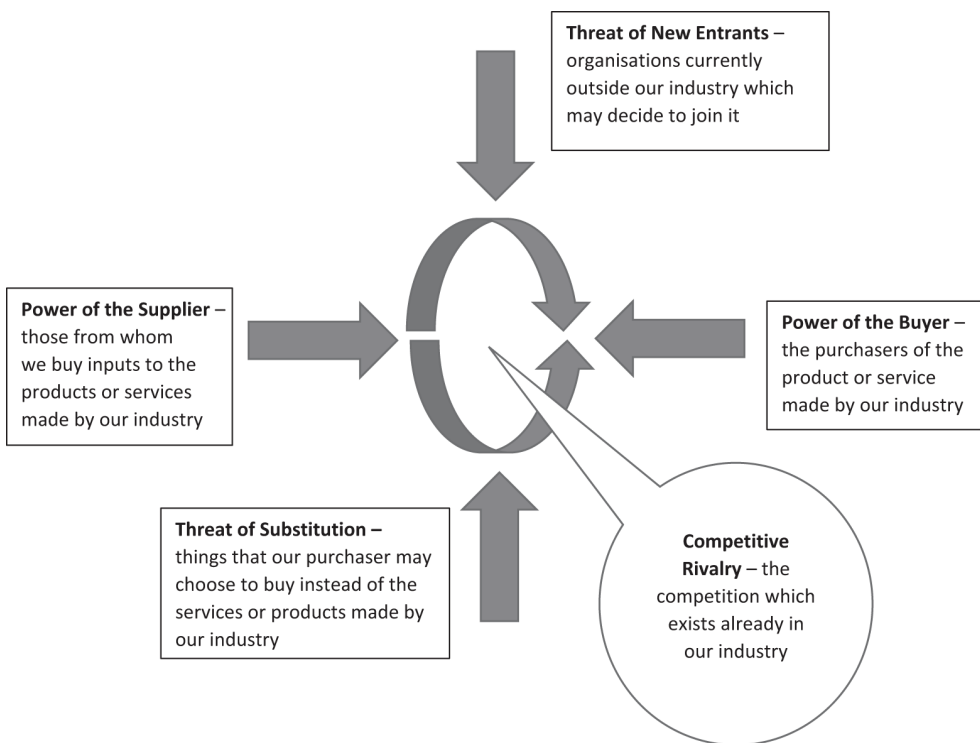 Threat of New Entrants –
organisations currently
outside our industry which
may decide to join it
Power of the Supplier –
those from whom
we buy inputs to the
products or services
made by our industry
Power of the Buyer –
the purchasers of the
product or service
made by our industry
Threat of Substitution –
things that our purchaser may
choose to buy instead of the
services or products made by
our industry
Competitive
Rivalry – the
competition which
exists already in
our industry